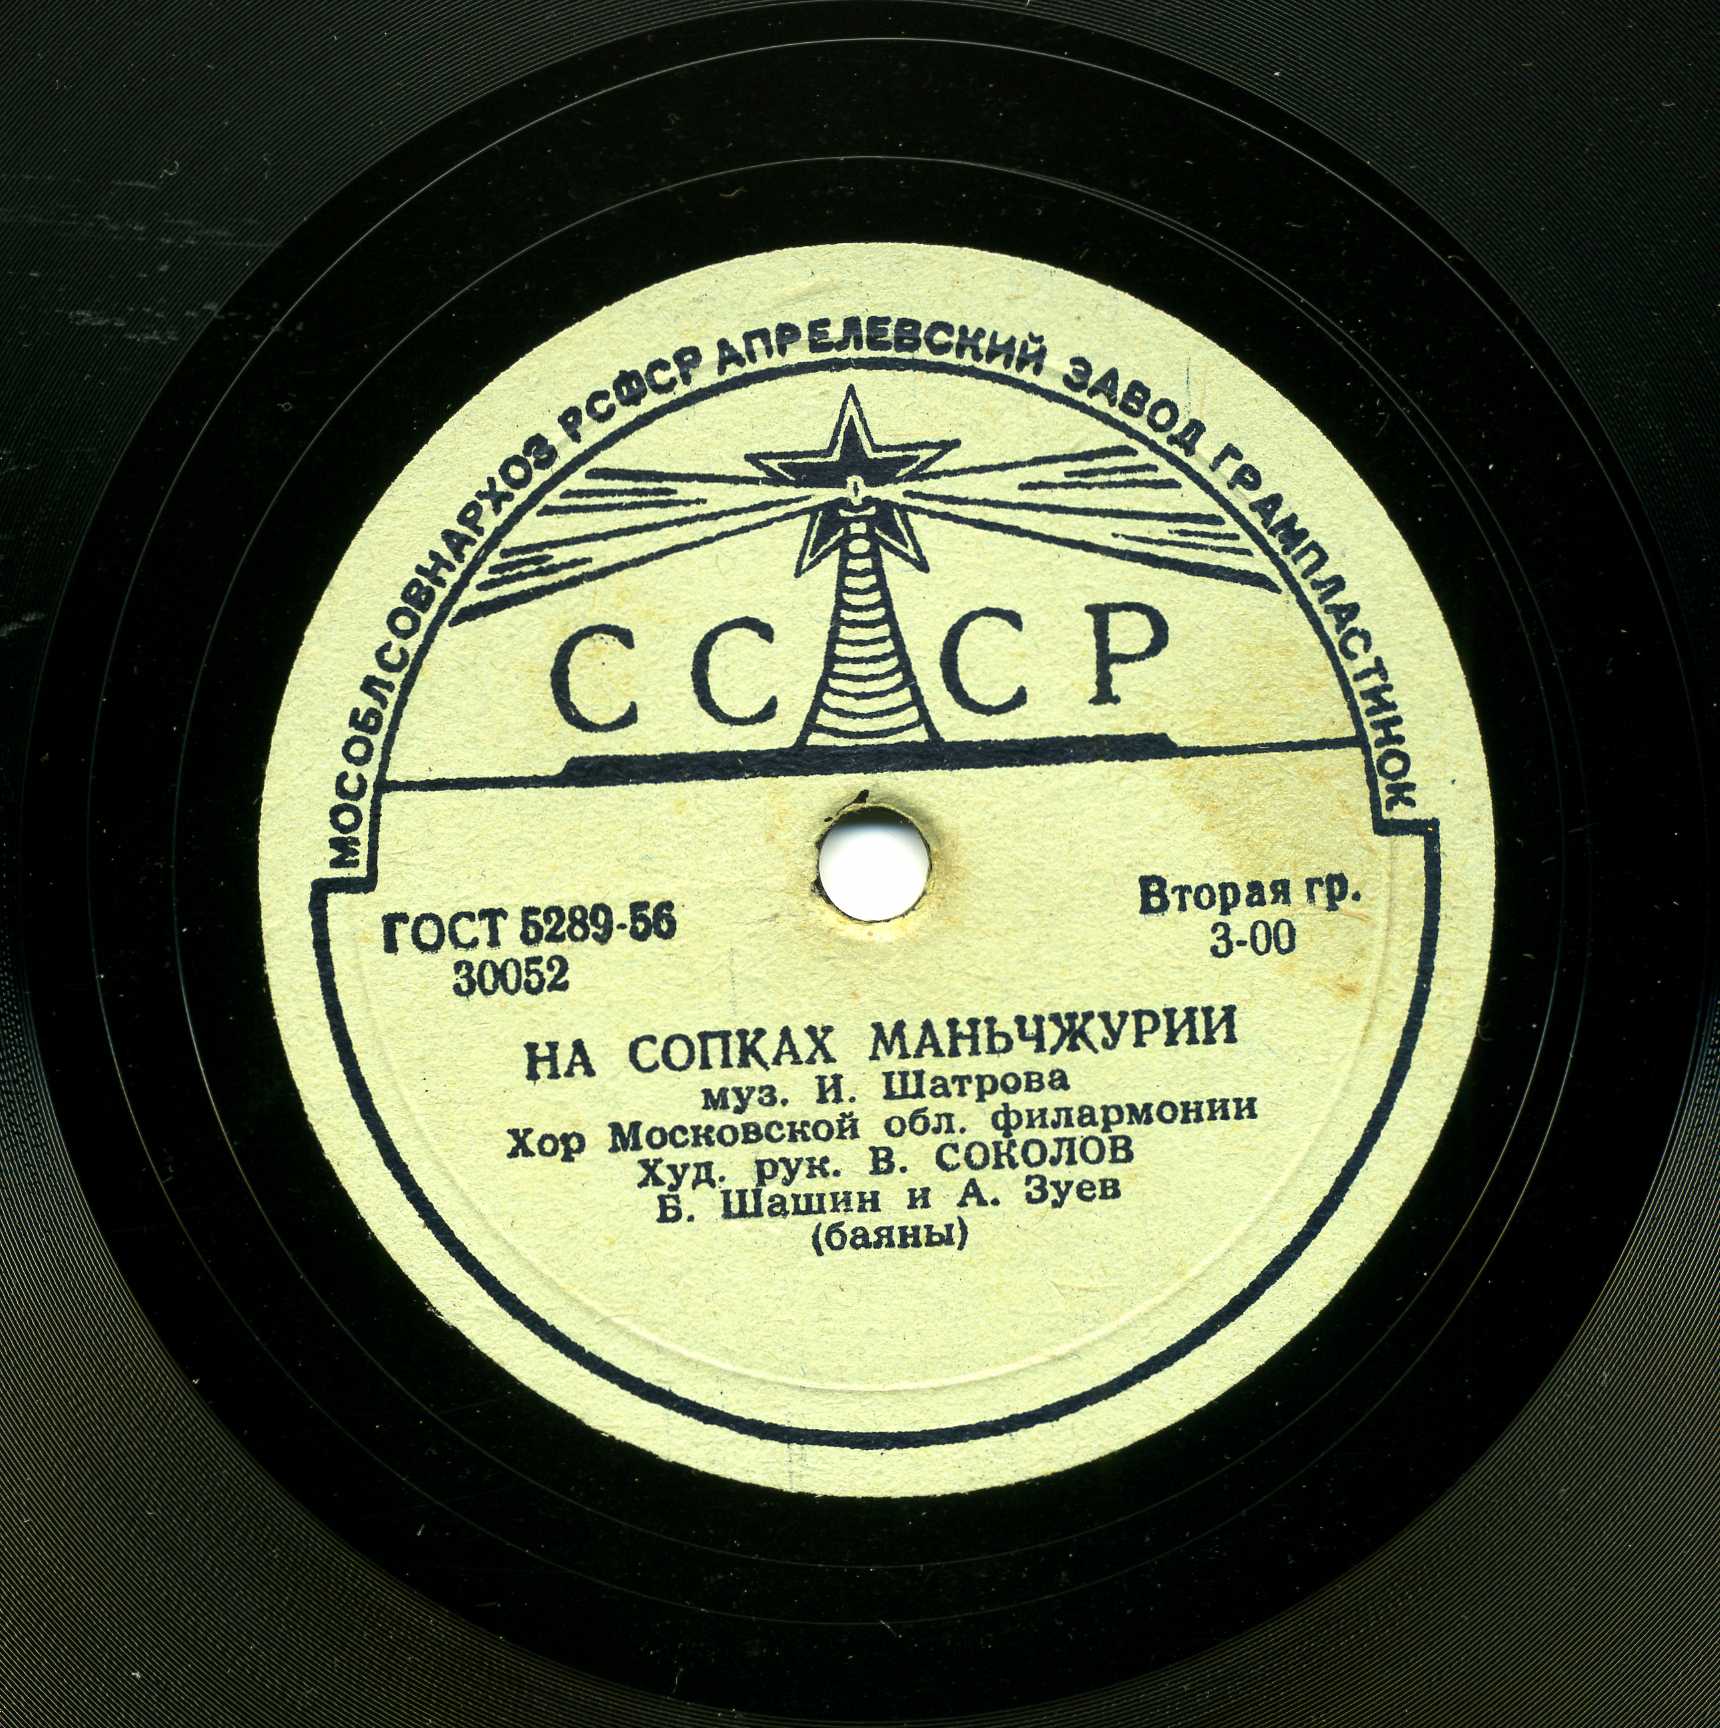 МОСОБЛСОВНАРХОЗ РСФСР АПРЕЛЕВСКИЙ ЗАВОД ГРАМПЛАСТИНОК
СССР
ГОСТ 5289-56
30052
Вторая гр.
3-00
НА СОПКАХ МАНЬЧЖУРИИ
муз. И. Шатрова
Хор Московской обл. филармонии
Худ. рук. В. СОКОЛОВ
Б. Шашин и А. Зуев
(баяны)